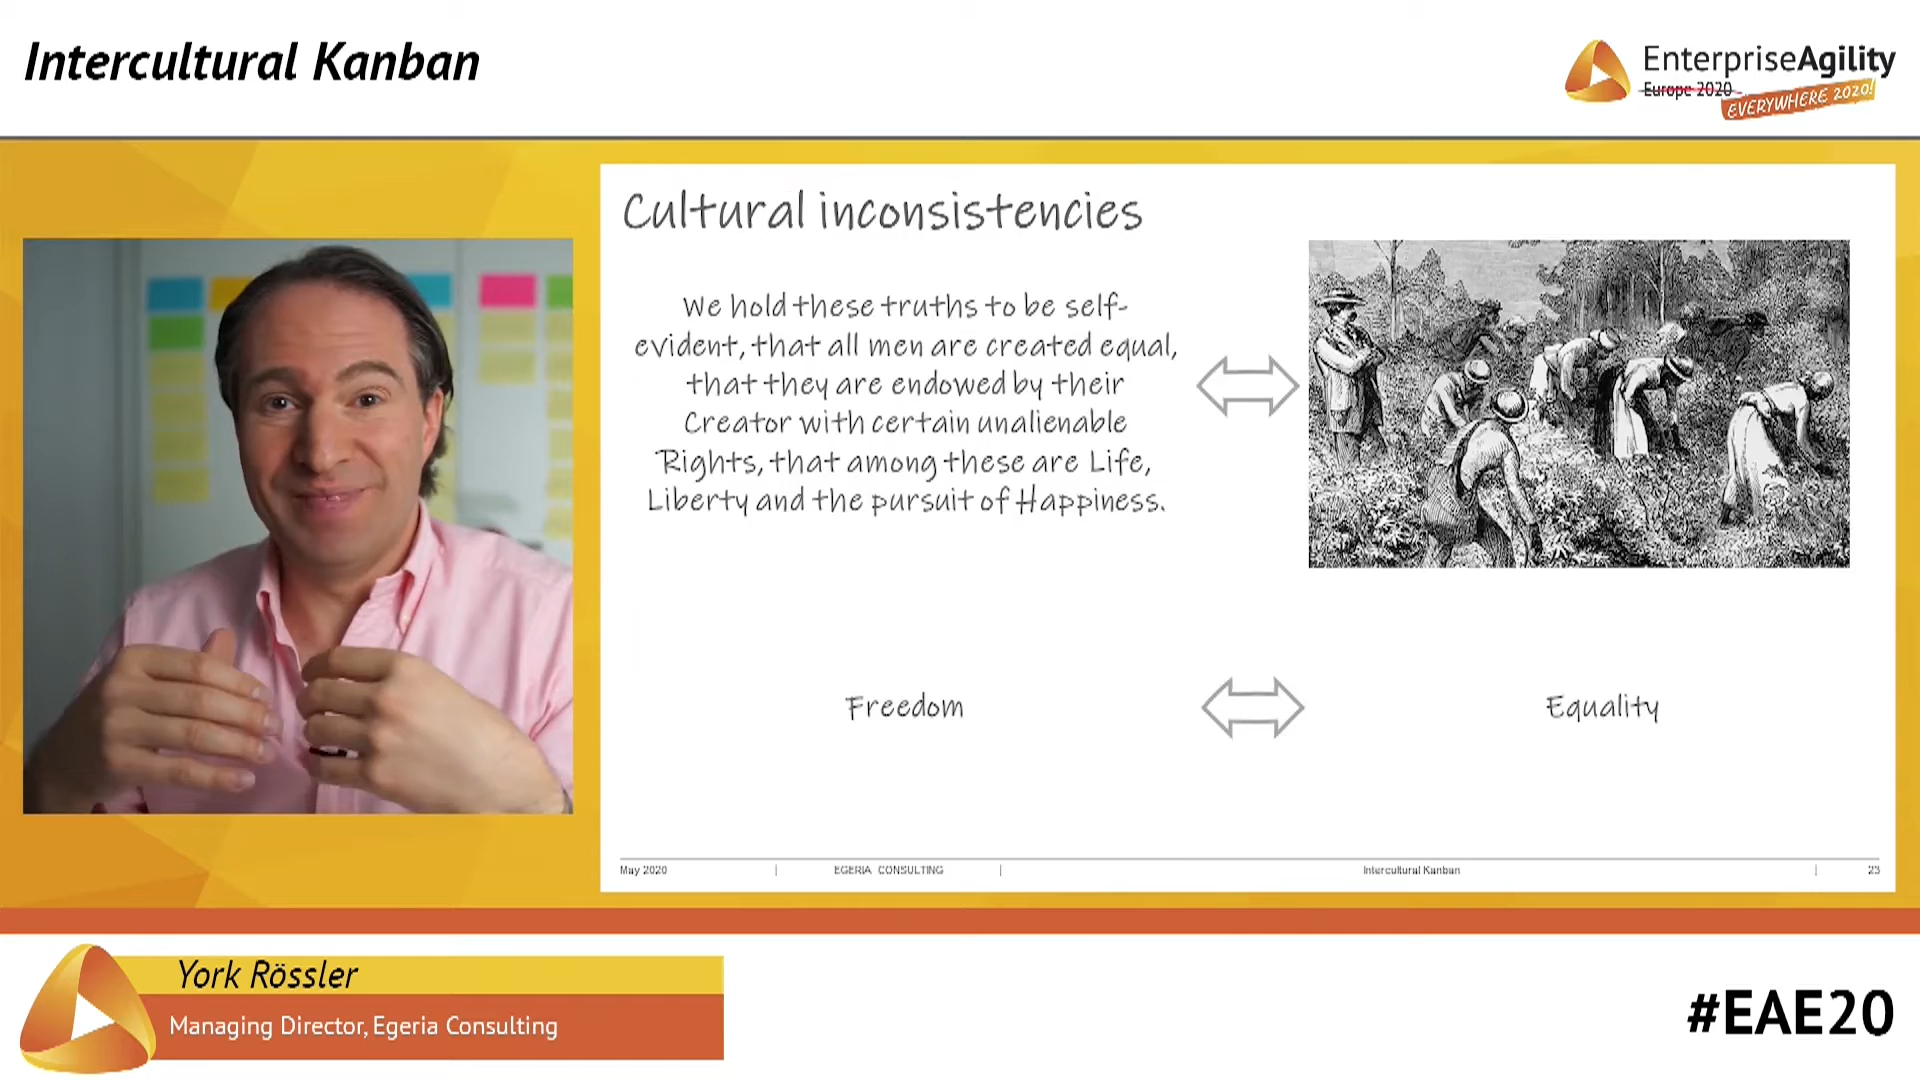 Intercultural Kanban
EnterpriseAgility
Europe 2020
EVERYWHERE 2020!
Cultural inconsistencies
We hold these truths to be self-
evident, that all men are created equal,
that they are endowed by their
Creator with certain unalienable
Rights, that among these are Life,
Liberty and the pursuit of Happiness.
Freedom
Equality
May 2020 | EGERIA CONSULTING | Intercultural Kanban | 23
York Rössler
Managing Director, Egeria Consulting
#EAE20